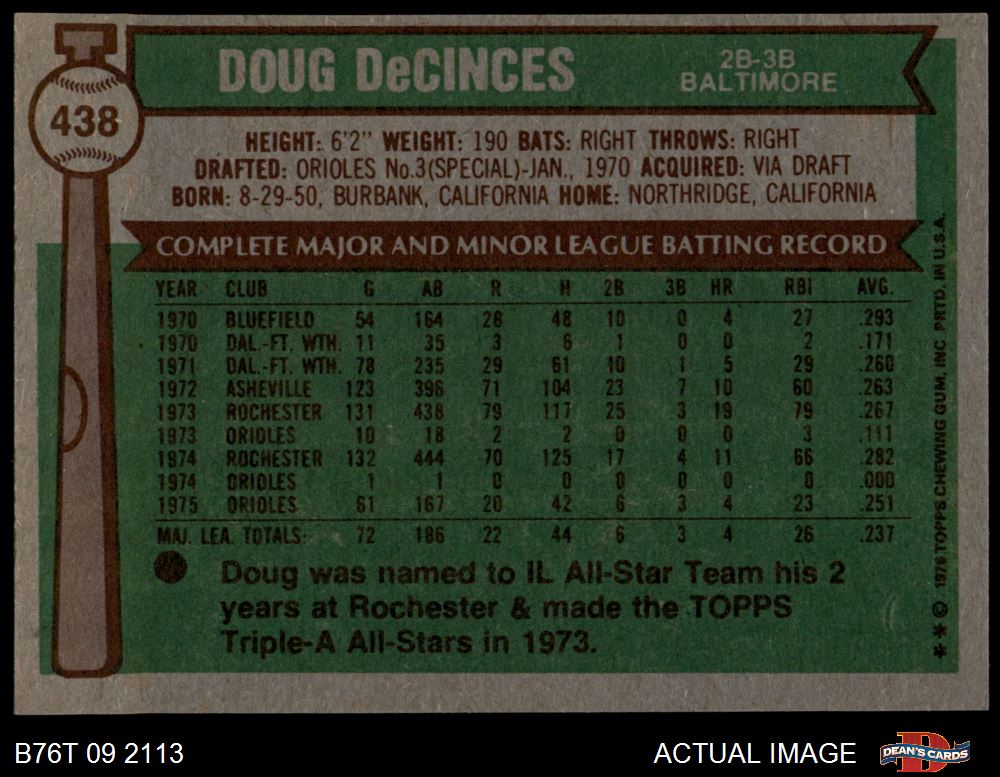 DOUG DeCINCES
2B-3B
BALTIMORE
438
HEIGHT: 6'2" WEIGHT: 190 BATS: RIGHT THROWS: RIGHT
DRAFTED: ORIOLES No.3(SPECIAL)-JAN., 1970 ACQUIRED: VIA DRAFT
BORN: 8-29-50, BURBANK, CALIFORNIA HOME: NORTHRIDGE, CALIFORNIA
COMPLETE MAJOR AND MINOR LEAGUE BATTING RECORD
YEAR CLUB G AB R H 2B 3B HR RBI AVG.
1970 BLUEFIELD 54 164 26 48 10 0 4 27 .293
1970 DAL.-FT. WTH. 11 35 3 6 1 0 0 2 .171
1971 DAL.-FT. WTH. 78 235 29 61 10 1 5 29 .260
1972 ASHEVILLE 123 396 71 104 23 7 10 60 .263
1973 ROCHESTER 131 438 79 117 25 3 19 79 .267
1973 ORIOLES 10 18 2 2 0 0 0 3 .111
1974 ROCHESTER 132 444 70 125 17 4 11 66 .282
1974 ORIOLES 1 1 0 0 0 0 0 0 .000
1975 ORIOLES 61 167 20 42 6 3 4 23 .251
MAJ. LEA. TOTALS: 72 186 22 44 6 3 4 26 .237
Doug was named to IL All-Star Team his 2
years at Rochester & made the TOPPS
Triple-A All-Stars in 1973.
** © 1976 TOPPS CHEWING GUM, INC. PRTD. IN U.S.A.
B76T 09 2113
ACTUAL IMAGE
DEAN'S CARDS